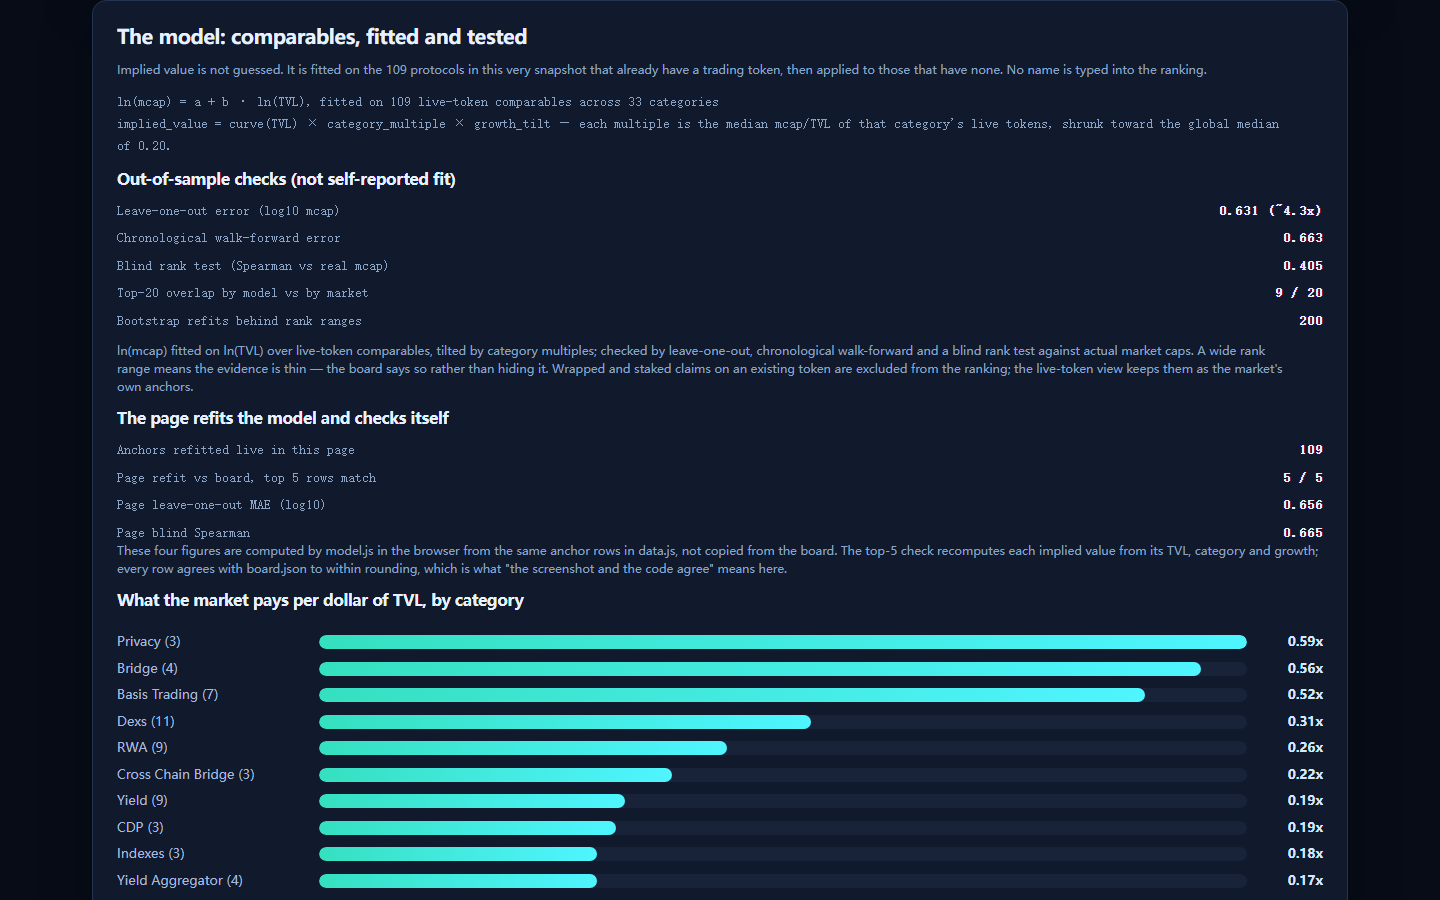 The model: comparables, fitted and tested
Implied value is not guessed. It is fitted on the 109 protocols in this very snapshot that already have a trading token, then applied to those that have none. No name is typed into the ranking.
ln(mcap) = a + b · ln(TVL), fitted on 109 live-token comparables across 33 categories
implied_value = curve(TVL) × category_multiple × growth_tilt — each multiple is the median mcap/TVL of that category's live tokens, shrunk toward the global median
of 0.20.
Out-of-sample checks (not self-reported fit)
Leave-one-out error (log10 mcap) 0.631 (~4.3x)
Chronological walk-forward error 0.663
Blind rank test (Spearman vs real mcap) 0.405
Top-20 overlap by model vs by market 9 / 20
Bootstrap refits behind rank ranges 200
ln(mcap) fitted on ln(TVL) over live-token comparables, tilted by category multiples; checked by leave-one-out, chronological walk-forward and a blind rank test against actual market caps. A wide rank
range means the evidence is thin — the board says so rather than hiding it. Wrapped and staked claims on an existing token are excluded from the ranking; the live-token view keeps them as the market's
own anchors.
The page refits the model and checks itself
Anchors refitted live in this page 109
Page refit vs board, top 5 rows match 5 / 5
Page leave-one-out MAE (log10) 0.656
Page blind Spearman 0.665
These four figures are computed by model.js in the browser from the same anchor rows in data.js, not copied from the board. The top-5 check recomputes each implied value from its TVL, category and growth;
every row agrees with board.json to within rounding, which is what "the screenshot and the code agree" means here.
What the market pays per dollar of TVL, by category
Privacy (3) 0.59x
Bridge (4) 0.56x
Basis Trading (7) 0.52x
Dexs (11) 0.31x
RWA (9) 0.26x
Cross Chain Bridge (3) 0.22x
Yield (9) 0.19x
CDP (3) 0.19x
Indexes (3) 0.18x
Yield Aggregator (4) 0.17x